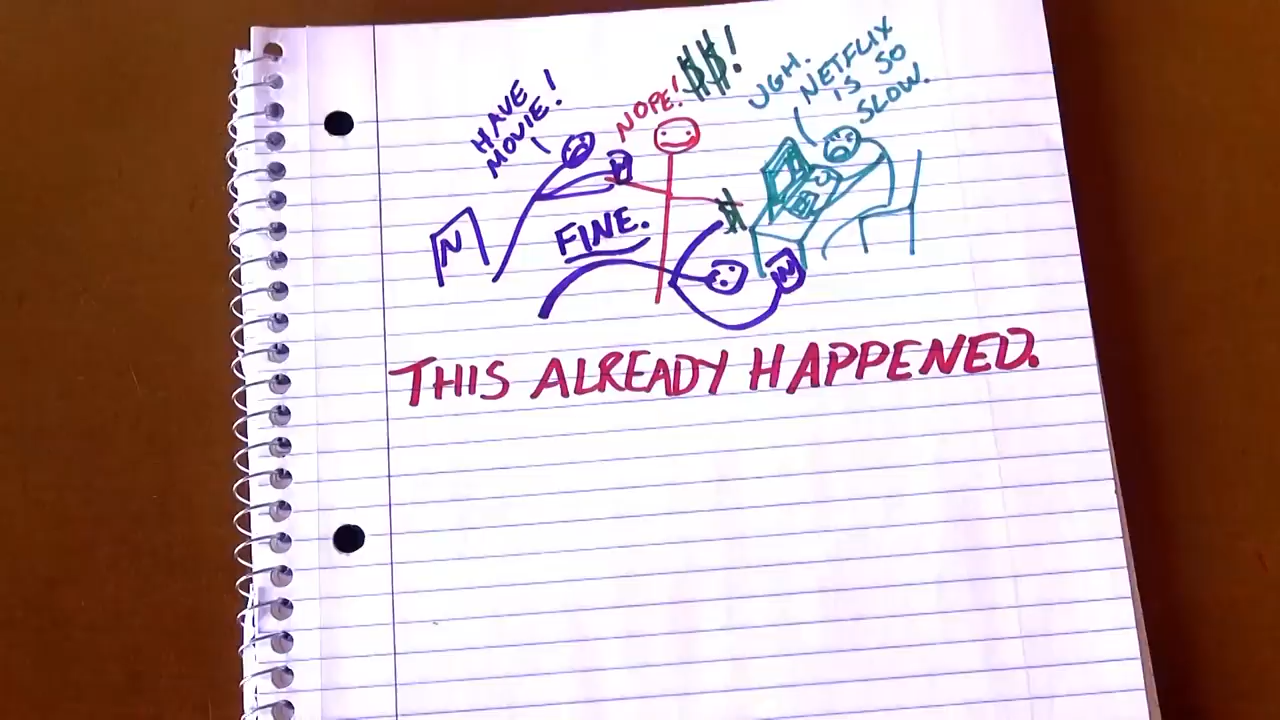 HAVE
MOVIE!
N
NOPE!
$$!
UGH.
NETFLIX
IS SO
SLOW.
N
FINE.
$
N
THIS ALREADY HAPPENED.